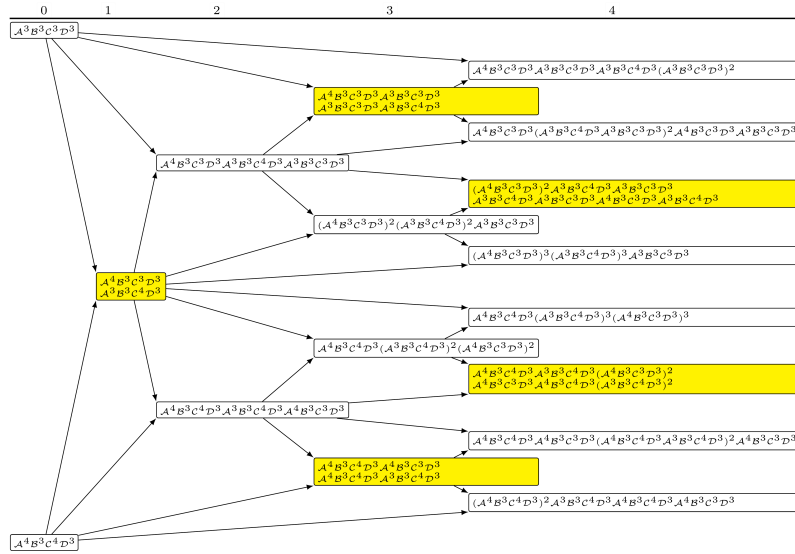 0 1 2 3 4
𝒜³ℬ³𝒞³𝒟³
𝒜⁴ℬ³𝒞³𝒟³𝒜³ℬ³𝒞³𝒟³𝒜³ℬ³𝒞⁴𝒟³(𝒜³ℬ³𝒞³𝒟³)²
𝒜⁴ℬ³𝒞³𝒟³𝒜³ℬ³𝒞³𝒟³
𝒜³ℬ³𝒞³𝒟³𝒜³ℬ³𝒞⁴𝒟³
𝒜⁴ℬ³𝒞³𝒟³(𝒜³ℬ³𝒞⁴𝒟³𝒜³ℬ³𝒞³𝒟³)²𝒜⁴ℬ³𝒞³𝒟³𝒜³ℬ³𝒞³𝒟³
𝒜⁴ℬ³𝒞³𝒟³𝒜³ℬ³𝒞⁴𝒟³𝒜³ℬ³𝒞³𝒟³
(𝒜⁴ℬ³𝒞³𝒟³)²𝒜³ℬ³𝒞⁴𝒟³𝒜³ℬ³𝒞³𝒟³
𝒜³ℬ³𝒞⁴𝒟³𝒜³ℬ³𝒞³𝒟³𝒜⁴ℬ³𝒞³𝒟³𝒜³ℬ³𝒞⁴𝒟³
(𝒜⁴ℬ³𝒞³𝒟³)²(𝒜³ℬ³𝒞⁴𝒟³)²𝒜³ℬ³𝒞³𝒟³
(𝒜⁴ℬ³𝒞³𝒟³)³(𝒜³ℬ³𝒞⁴𝒟³)³𝒜³ℬ³𝒞³𝒟³
𝒜⁴ℬ³𝒞³𝒟³
𝒜³ℬ³𝒞⁴𝒟³
𝒜⁴ℬ³𝒞⁴𝒟³(𝒜³ℬ³𝒞⁴𝒟³)³(𝒜⁴ℬ³𝒞³𝒟³)³
𝒜⁴ℬ³𝒞⁴𝒟³(𝒜³ℬ³𝒞⁴𝒟³)²(𝒜⁴ℬ³𝒞³𝒟³)²
𝒜⁴ℬ³𝒞⁴𝒟³𝒜³ℬ³𝒞⁴𝒟³(𝒜⁴ℬ³𝒞³𝒟³)²
𝒜⁴ℬ³𝒞³𝒟³𝒜⁴ℬ³𝒞⁴𝒟³(𝒜³ℬ³𝒞⁴𝒟³)²
𝒜⁴ℬ³𝒞⁴𝒟³𝒜³ℬ³𝒞⁴𝒟³𝒜⁴ℬ³𝒞³𝒟³
𝒜⁴ℬ³𝒞⁴𝒟³𝒜⁴ℬ³𝒞³𝒟³(𝒜⁴ℬ³𝒞⁴𝒟³𝒜³ℬ³𝒞⁴𝒟³)²𝒜⁴ℬ³𝒞³𝒟³
𝒜⁴ℬ³𝒞⁴𝒟³𝒜⁴ℬ³𝒞³𝒟³
𝒜⁴ℬ³𝒞⁴𝒟³𝒜³ℬ³𝒞⁴𝒟³
(𝒜⁴ℬ³𝒞⁴𝒟³)²𝒜³ℬ³𝒞⁴𝒟³𝒜⁴ℬ³𝒞⁴𝒟³𝒜⁴ℬ³𝒞³𝒟³
𝒜⁴ℬ³𝒞⁴𝒟³